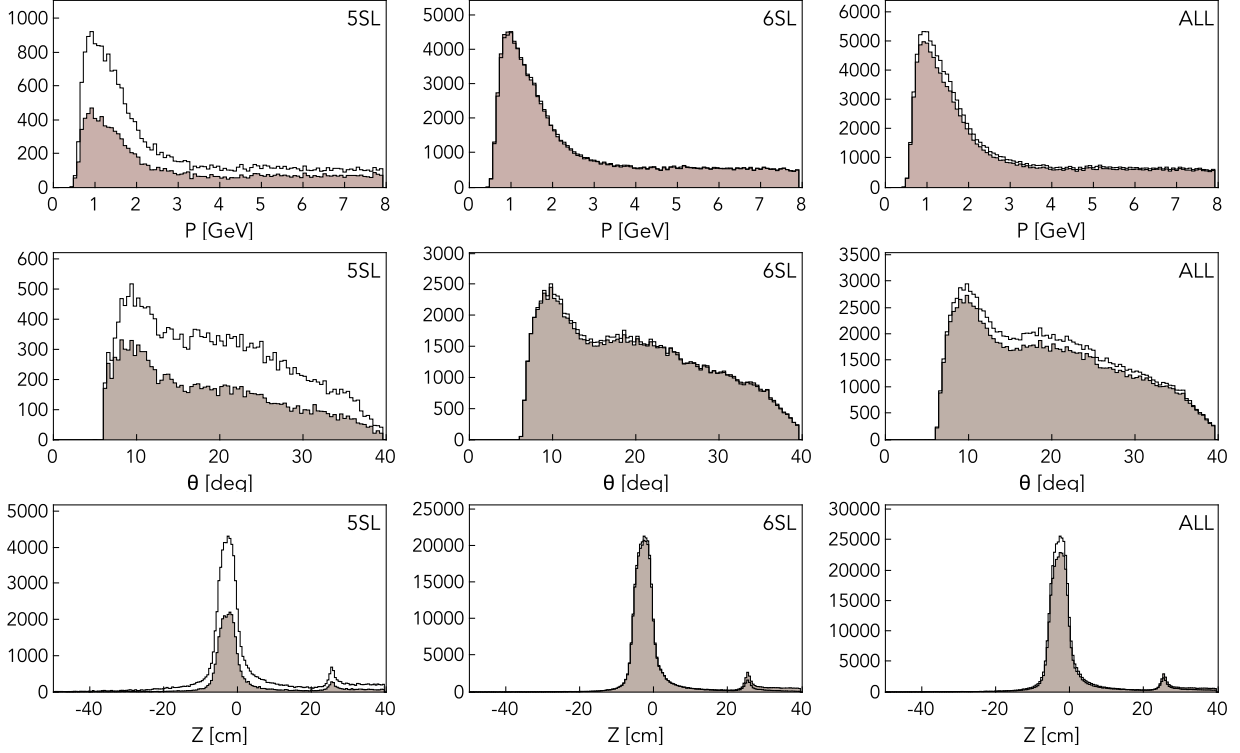 1000 5SL
800
600
400
200
0
0 1 2 3 4 5 6 7 8
P [GeV]
5000 6SL
4000
3000
2000
1000
0
0 1 2 3 4 5 6 7 8
P [GeV]
6000 ALL
5000
4000
3000
2000
1000
0
0 1 2 3 4 5 6 7 8
P [GeV]
600 5SL
500
400
300
200
100
0
0 10 20 30 40
θ [deg]
3000 6SL
2500
2000
1500
1000
500
0
0 10 20 30 40
θ [deg]
3500 ALL
3000
2500
2000
1500
1000
500
0
0 10 20 30 40
θ [deg]
5000 5SL
4000
3000
2000
1000
0
-40 -20 0 20 40
Z [cm]
25000 6SL
20000
15000
10000
5000
0
-40 -20 0 20 40
Z [cm]
30000 ALL
25000
20000
15000
10000
5000
0
-40 -20 0 20 40
Z [cm]